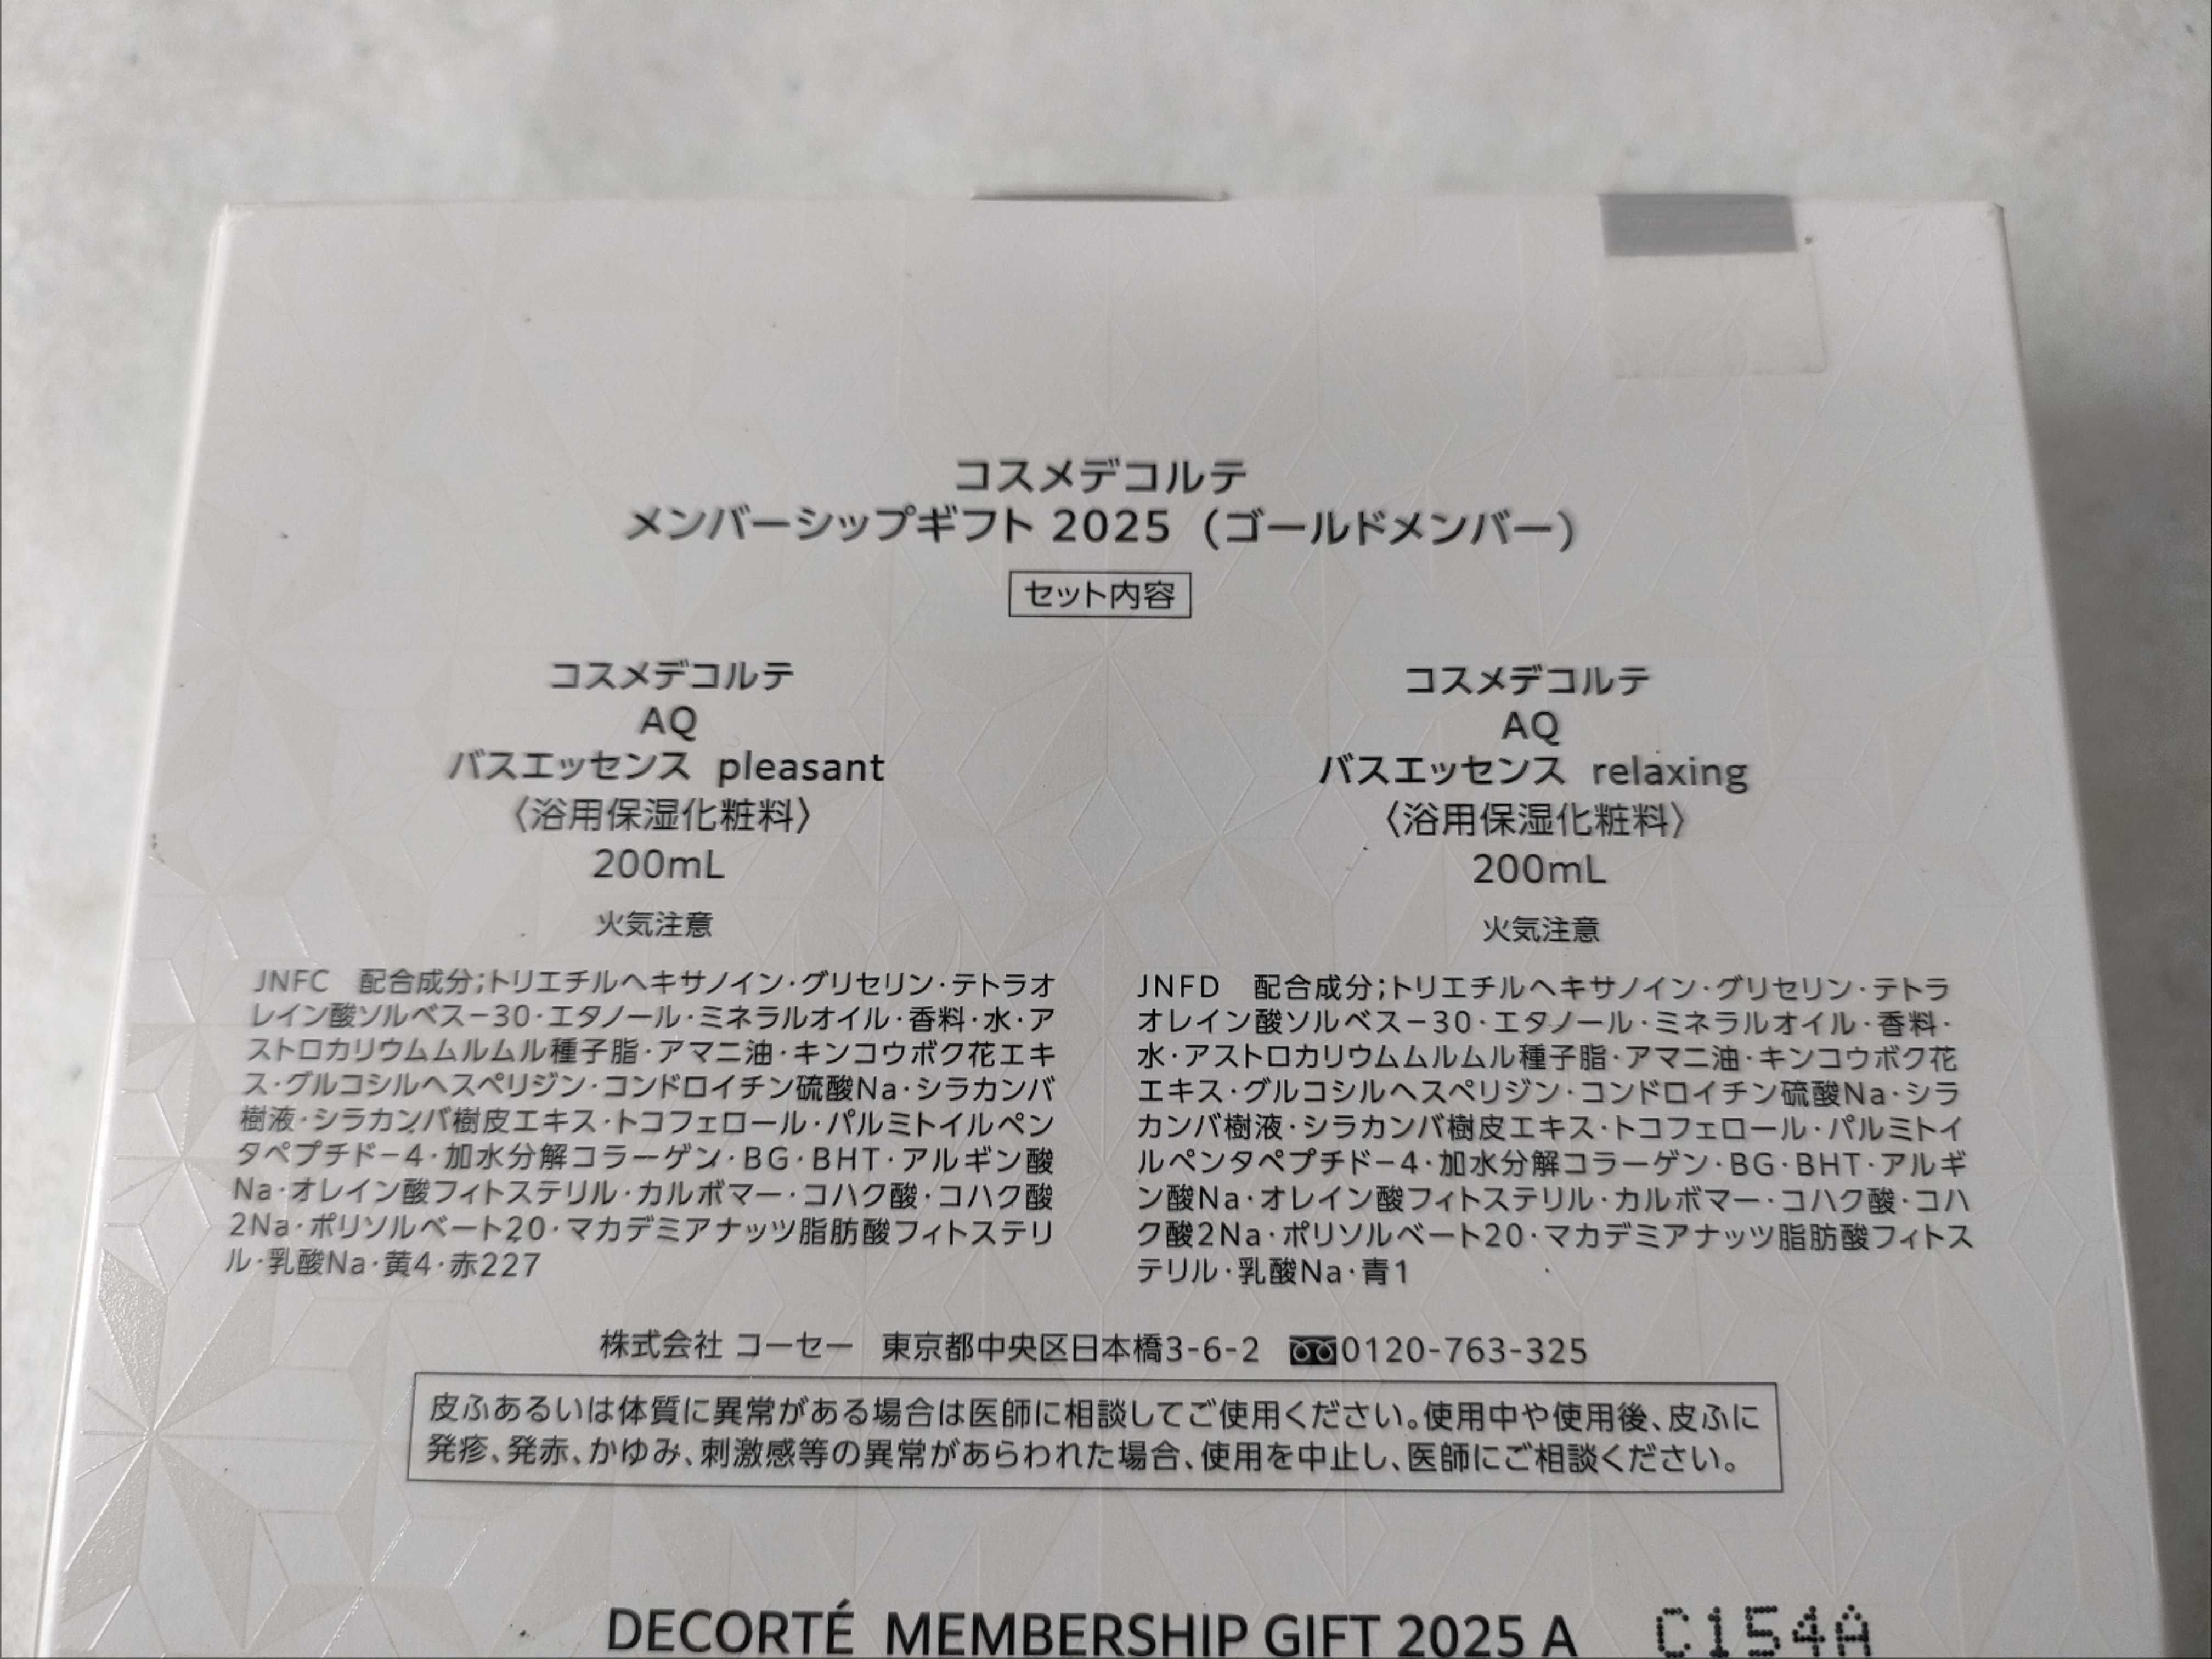 コスメデコルテ
メンバーシップギフト 2025 (ゴールドメンバー)
セット内容
コスメデコルテ
AQ
バスエッセンス pleasant
〈浴用保湿化粧料〉
200mL
火気注意
JNFC 配合成分;トリエチルヘキサノイン・グリセリン・テトラオ
レイン酸ソルベス−30・エタノール・ミネラルオイル・香料・水・ア
ストロカリウムムルムル種子脂・アマニ油・キンコウボク花エキ
ス・グルコシルヘスペリジン・コンドロイチン硫酸Na・シラカンバ
樹液・シラカンバ樹皮エキス・トコフェロール・パルミトイルペン
タペプチド−4・加水分解コラーゲン・BG・BHT・アルギン酸
Na・オレイン酸フィトステリル・カルボマー・コハク酸・コハク酸
2Na・ポリソルベート20・マカデミアナッツ脂肪酸フィトステリ
ル・乳酸Na・黄4・赤227
コスメデコルテ
AQ
バスエッセンス relaxing
〈浴用保湿化粧料〉
200mL
火気注意
JNFD 配合成分;トリエチルヘキサノイン・グリセリン・テトラ
オレイン酸ソルベス−30・エタノール・ミネラルオイル・香料・
水・アストロカリウムムルムル種子脂・アマニ油・キンコウボク花
エキス・グルコシルヘスペリジン・コンドロイチン硫酸Na・シラ
カンバ樹液・シラカンバ樹皮エキス・トコフェロール・パルミトイ
ルペンタペプチド−4・加水分解コラーゲン・BG・BHT・アルギ
ン酸Na・オレイン酸フィトステリル・カルボマー・コハク酸・コハ
ク酸2Na・ポリソルベート20・マカデミアナッツ脂肪酸フィトス
テリル・乳酸Na・青1
株式会社 コーセー 東京都中央区日本橋3-6-2 0120-763-325
皮ふあるいは体質に異常がある場合は医師に相談してご使用ください。使用中や使用後、皮ふに
発疹、発赤、かゆみ、刺激感等の異常があらわれた場合、使用を中止し、医師にご相談ください。
DECORTÉ MEMBERSHIP GIFT 2025 A C154A